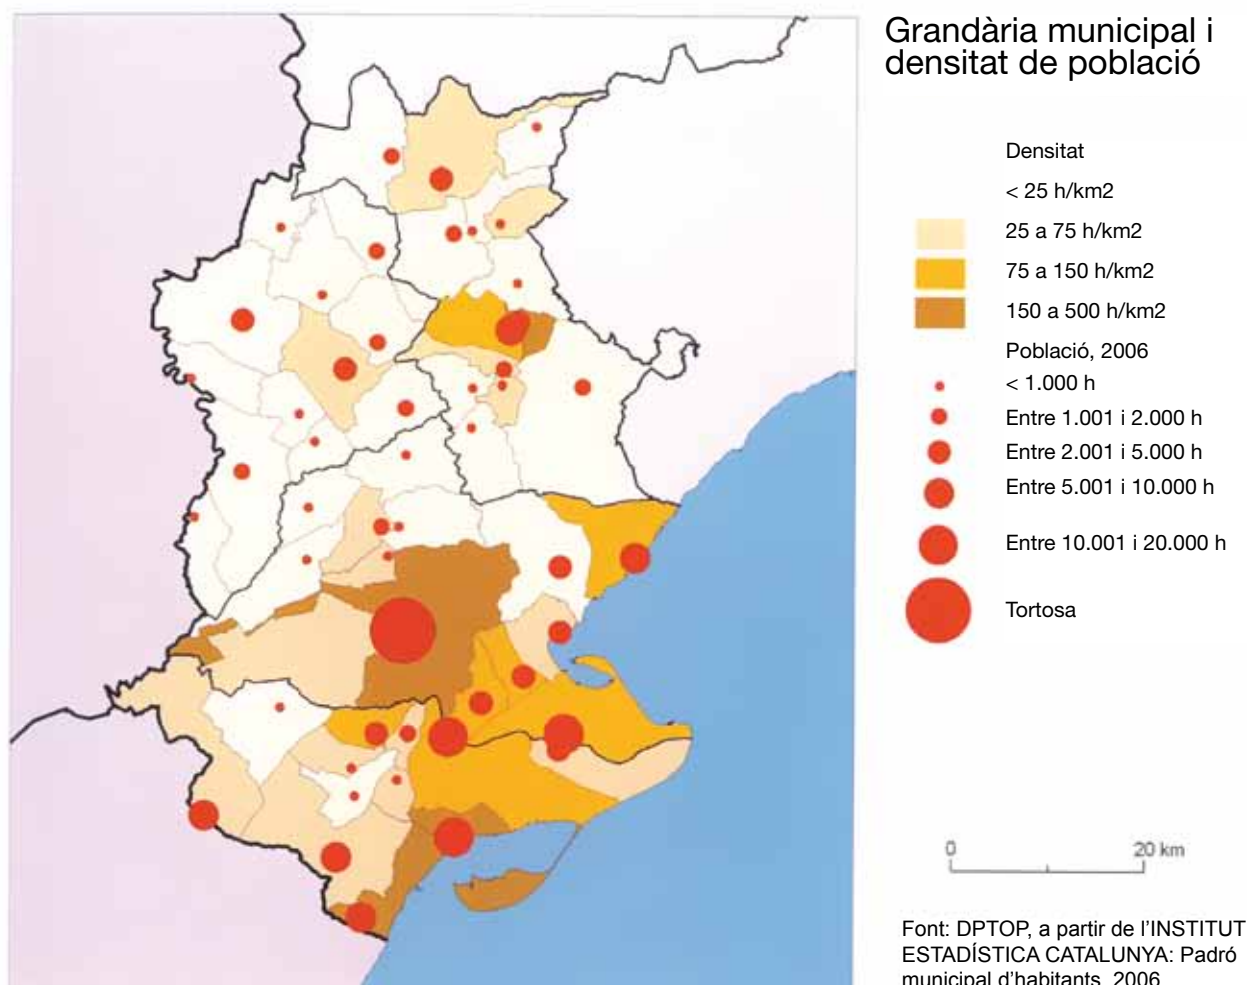 Grandària municipal i
densitat de població
Densitat
< 25 h/km2
25 a 75 h/km2
75 a 150 h/km2
150 a 500 h/km2
Població, 2006
< 1.000 h
Entre 1.001 i 2.000 h
Entre 2.001 i 5.000 h
Entre 5.001 i 10.000 h
Entre 10.001 i 20.000 h
Tortosa
0 20 km
Font: DPTOP, a partir de l'INSTITUT
ESTADÍSTICA CATALUNYA: Padró
municipal d'habitants, 2006